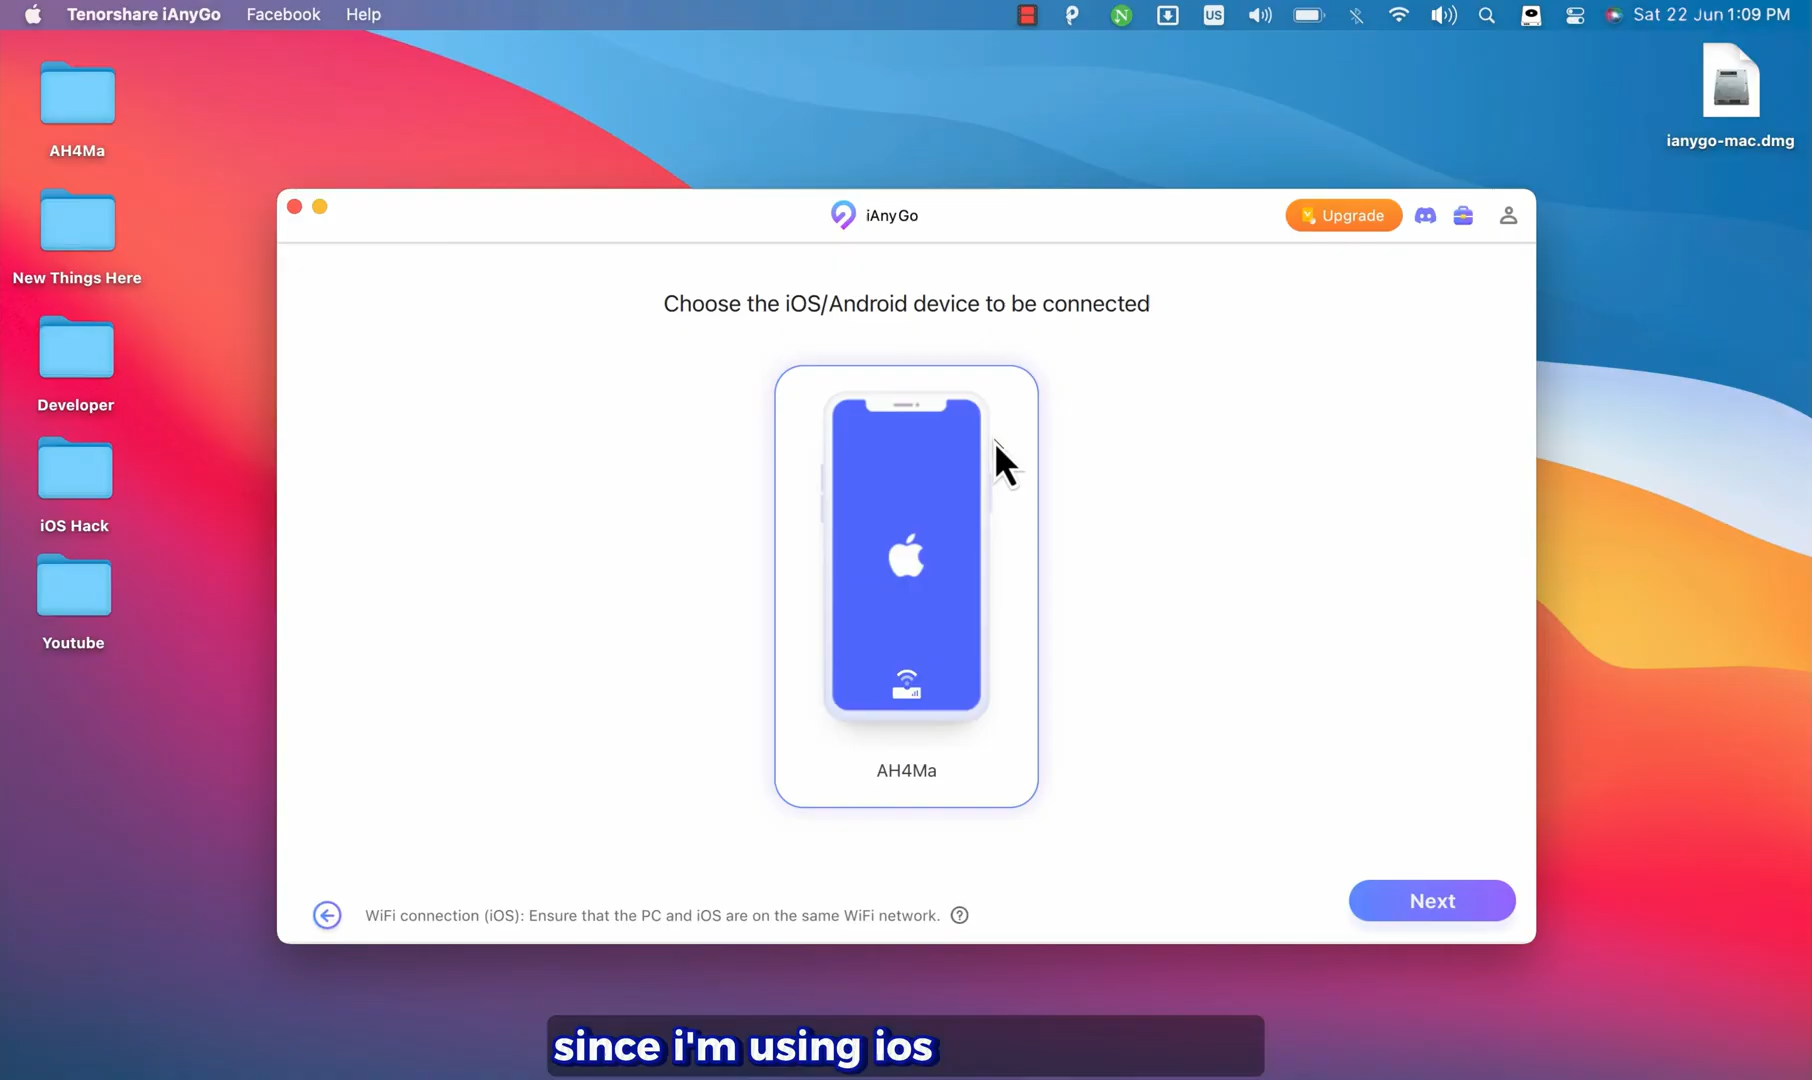 Tenorshare iAnyGo Facebook Help
N US Sat 22 Jun 1:09 PM
AH4Ma
ianygo-mac.dmg
New Things Here
iAnyGo
Upgrade
Choose the iOS/Android device to be connected
Developer
iOS Hack
Youtube
AH4Ma
Next
WiFi connection (iOS): Ensure that the PC and iOS are on the same WiFi network. ?
since i'm using ios